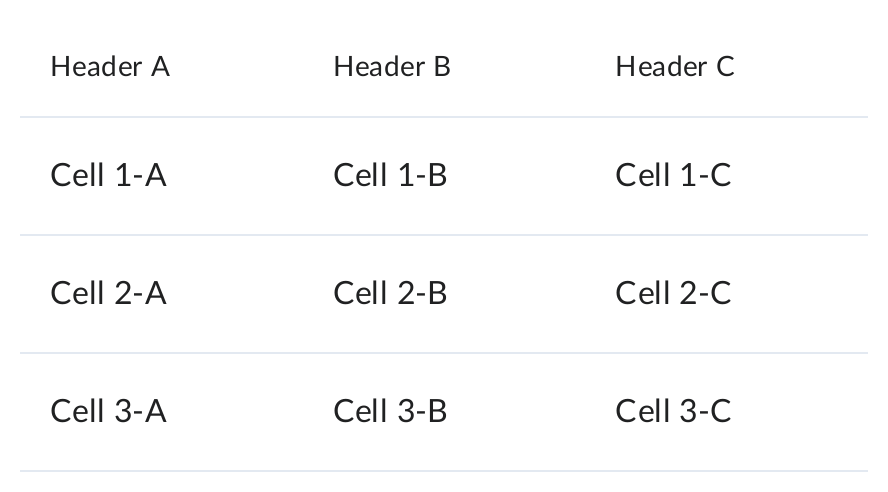 Header A Header B Header C
Cell 1-A Cell 1-B Cell 1-C
Cell 2-A Cell 2-B Cell 2-C
Cell 3-A Cell 3-B Cell 3-C